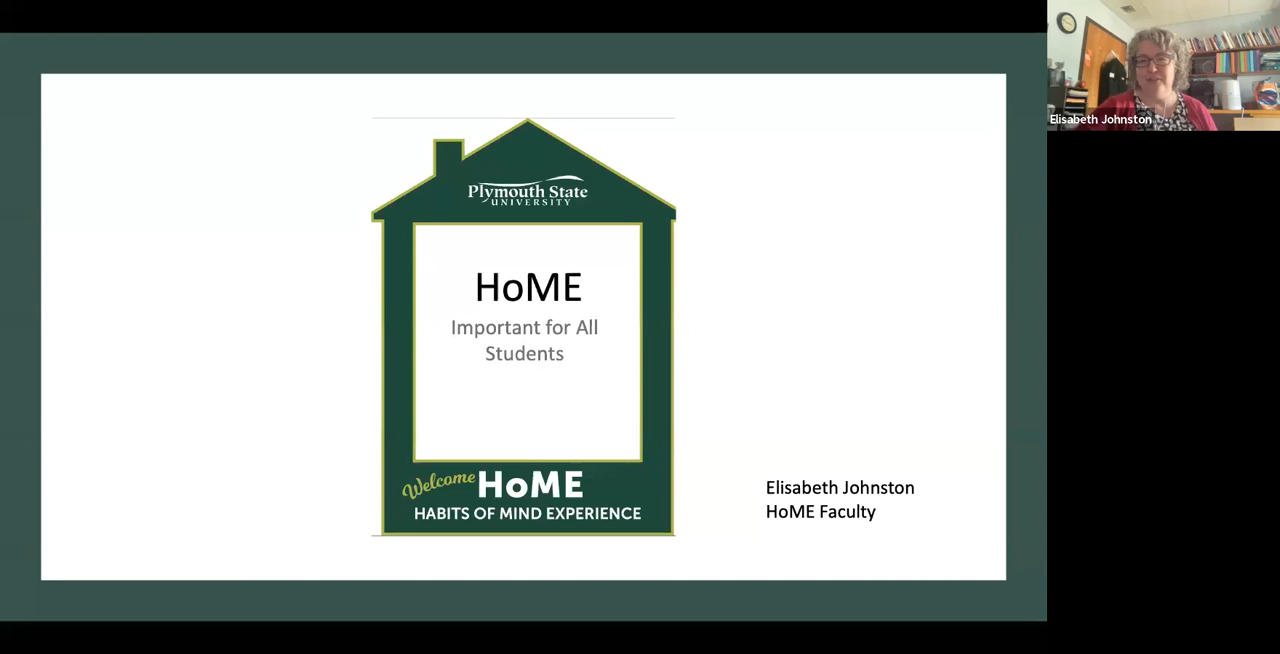 Plymouth State
UNIVERSITY
HoME
Important for All
Students
Welcome HoME
HABITS OF MIND EXPERIENCE
Elisabeth Johnston
HoME Faculty
Elisabeth Johnston